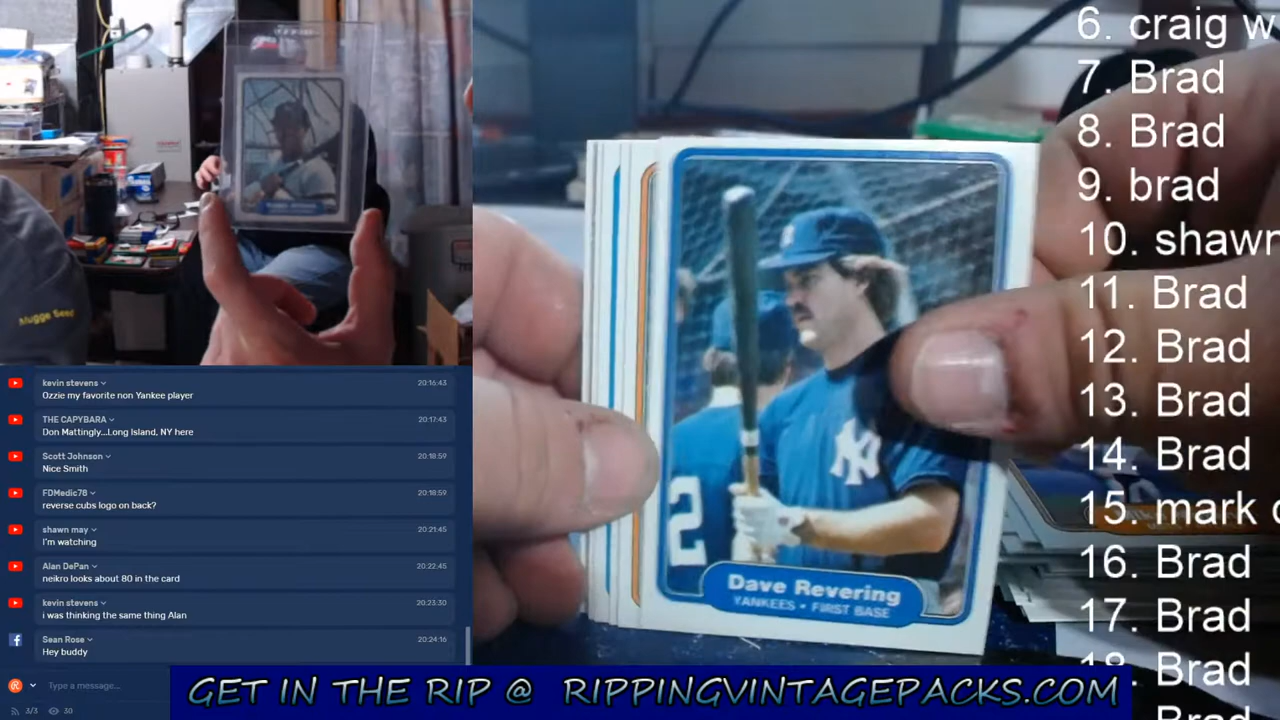 Mugge Seed
kevin stevens
20:16:43
Ozzie my favorite non Yankee player
THE CAPYBARA
20:17:43
Don Mattingly...Long Island, NY here
Scott Johnson
20:18:59
Nice Smith
FDMedic78
20:18:59
reverse cubs logo on back?
shawn may
20:21:45
I'm watching
Alan DePan
20:22:45
neikro looks about 80 in the card
kevin stevens
20:23:30
i was thinking the same thing Alan
Sean Rose
20:24:16
Hey buddy
Type a message...
3/3
30
NY
2
Dave Revering
YANKEES • FIRST BASE
6. craig w
7. Brad
8. Brad
9. brad
10. shawn
11. Brad
12. Brad
13. Brad
14. Brad
15. mark
16. Brad
17. Brad
18. Brad
Brad
GET IN THE RIP @ RIPPINGVINTAGEPACKS.COM